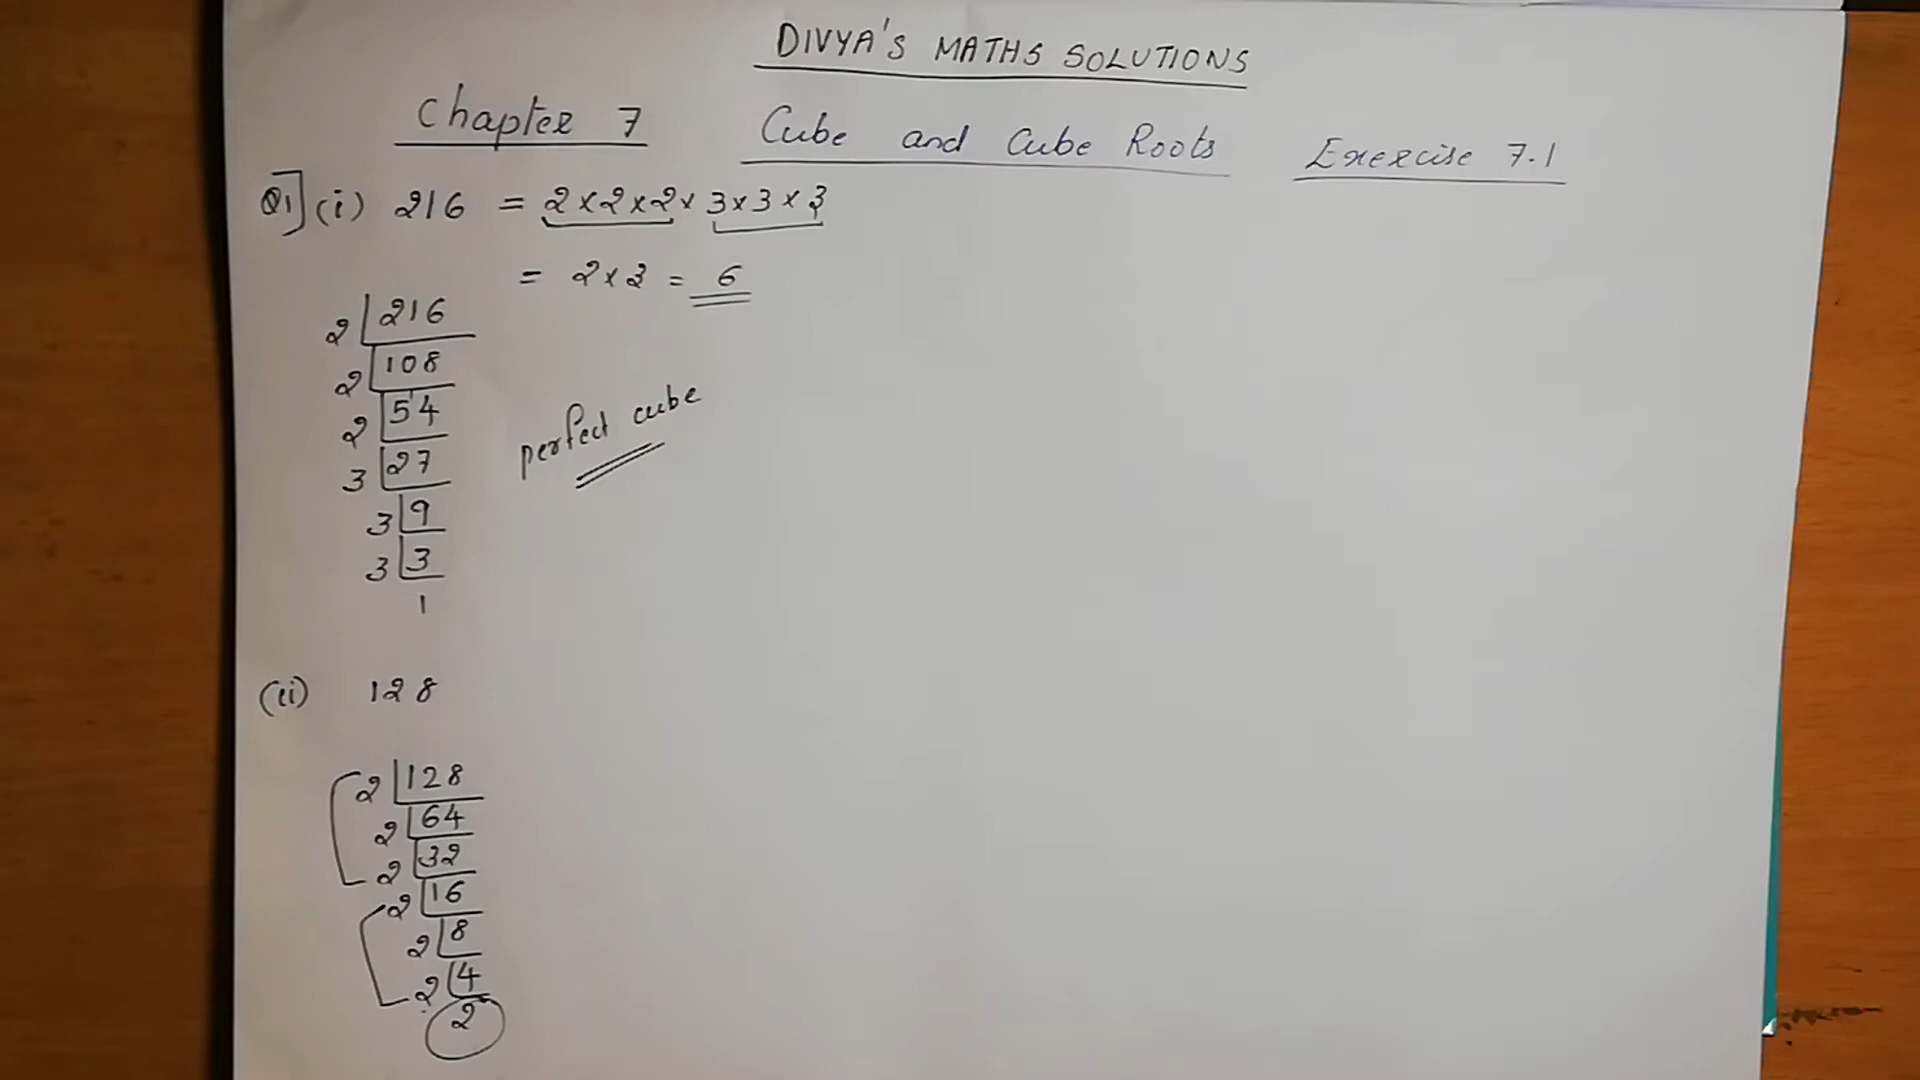 DIVYA'S MATHS SOLUTIONS
Chapter 7 Cube and Cube Roots Exercise 7.1
Q1] (i) 216 = 2×2×2× 3×3×3
= 2×3 = 6
2 | 216
2 | 108
2 | 54
3 | 27
3 | 9
3 | 3
1
perfect cube
(ii) 128
2 | 128
2 | 64
2 | 32
2 | 16
2 | 8
2 | 4
2